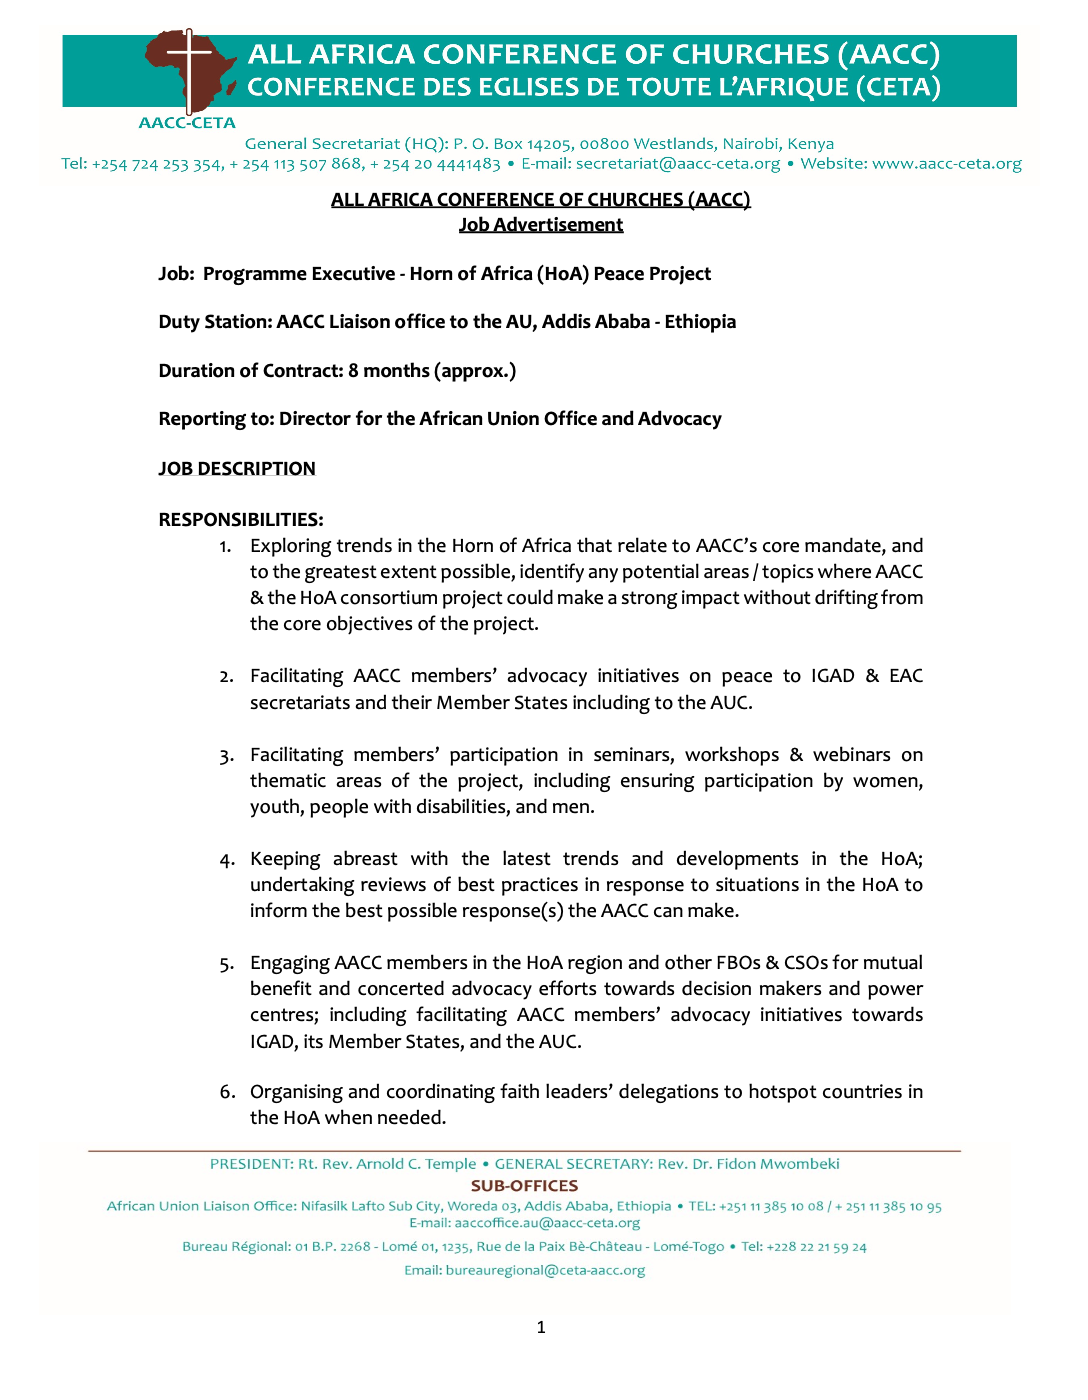 ALL AFRICA CONFERENCE OF CHURCHES (AACC)
CONFERENCE DES EGLISES DE TOUTE L’AFRIQUE (CETA)
AACC-CETA
General Secretariat (HQ): P. O. Box 14205, 00800 Westlands, Nairobi, Kenya
Tel: +254 724 253 354, + 254 113 507 868, + 254 20 4441483 • E-mail: secretariat@aacc-ceta.org • Website: www.aacc-ceta.org
ALL AFRICA CONFERENCE OF CHURCHES (AACC)
Job Advertisement
Job: Programme Executive - Horn of Africa (HoA) Peace Project
Duty Station: AACC Liaison office to the AU, Addis Ababa - Ethiopia
Duration of Contract: 8 months (approx.)
Reporting to: Director for the African Union Office and Advocacy
JOB DESCRIPTION
RESPONSIBILITIES:
1. Exploring trends in the Horn of Africa that relate to AACC’s core mandate, and
to the greatest extent possible, identify any potential areas / topics where AACC
& the HoA consortium project could make a strong impact without drifting from
the core objectives of the project.
2. Facilitating AACC members’ advocacy initiatives on peace to IGAD & EAC
secretariats and their Member States including to the AUC.
3. Facilitating members’ participation in seminars, workshops & webinars on
thematic areas of the project, including ensuring participation by women,
youth, people with disabilities, and men.
4. Keeping abreast with the latest trends and developments in the HoA;
undertaking reviews of best practices in response to situations in the HoA to
inform the best possible response(s) the AACC can make.
5. Engaging AACC members in the HoA region and other FBOs & CSOs for mutual
benefit and concerted advocacy efforts towards decision makers and power
centres; including facilitating AACC members’ advocacy initiatives towards
IGAD, its Member States, and the AUC.
6. Organising and coordinating faith leaders’ delegations to hotspot countries in
the HoA when needed.
PRESIDENT: Rt. Rev. Arnold C. Temple • GENERAL SECRETARY: Rev. Dr. Fidon Mwombeki
SUB-OFFICES
African Union Liaison Office: Nifasilk Lafto Sub City, Woreda 03, Addis Ababa, Ethiopia • TEL: +251 11 385 10 08 / + 251 11 385 10 95
E-mail: aaccoffice.au@aacc-ceta.org
Bureau Régional: 01 B.P. 2268 - Lomé 01, 1235, Rue de la Paix Bè-Château - Lomé-Togo • Tel: +228 22 21 59 24
Email: bureauregional@ceta-aacc.org
1